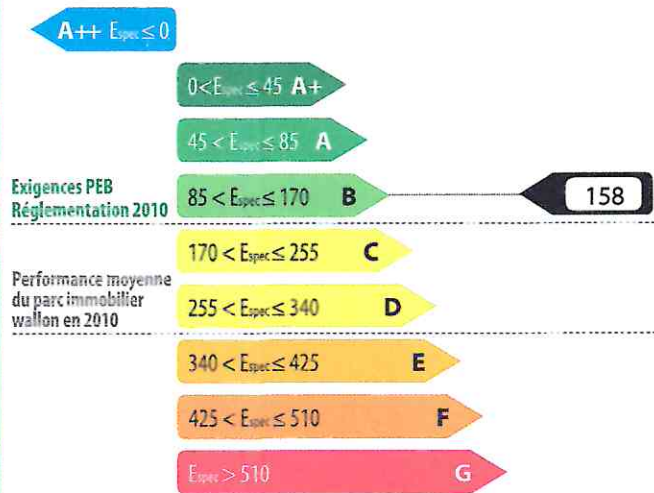 A++ Espec ≤ 0
0 < Espec ≤ 45 A+
45 < Espec ≤ 85 A
Exigences PEB
Réglementation 2010
85 < Espec ≤ 170 B
158
170 < Espec ≤ 255 C
Performance moyenne
du parc immobilier
wallon en 2010
255 < Espec ≤ 340 D
340 < Espec ≤ 425 E
425 < Espec ≤ 510 F
Espec > 510 G